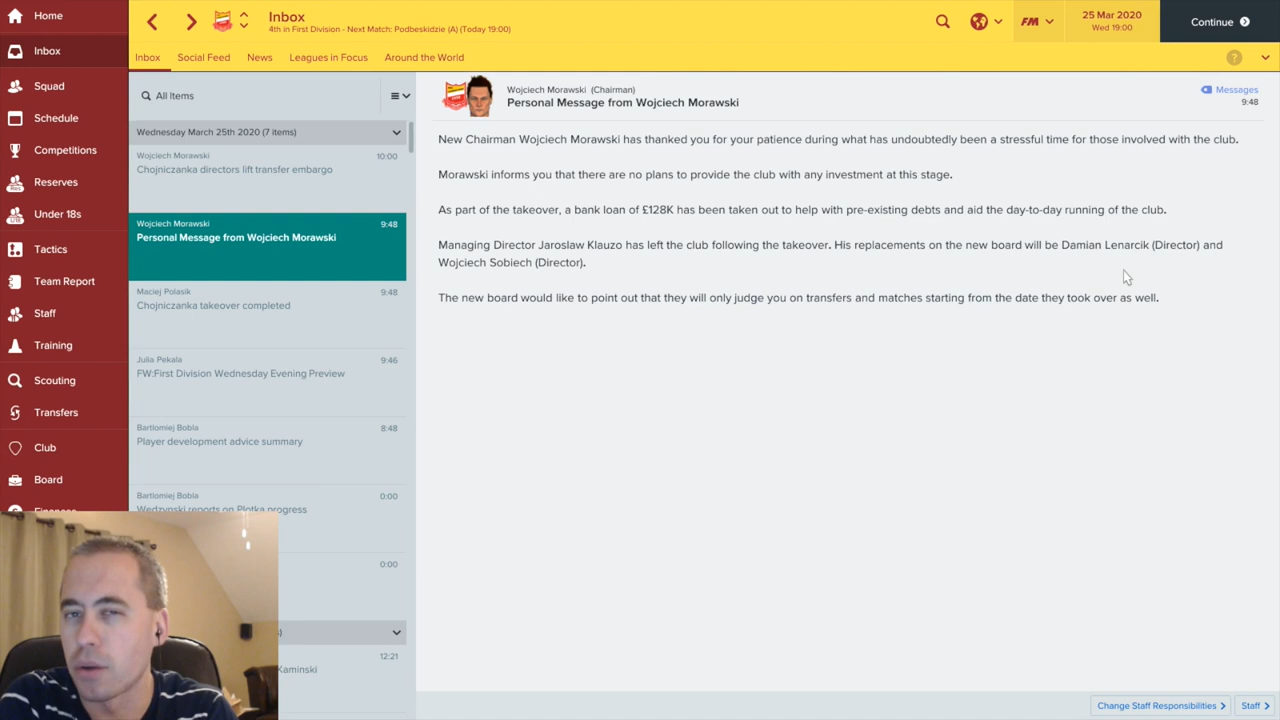 Home
Inbox
Squad
Schedule
Competitions
Reserves
Under 18s
Tactics
Team Report
Staff
Training
Scouting
Transfers
Club
Board
Inbox
4th in First Division - Next Match: Podbeskidzie (A) (Today 19:00)
FM
25 Mar 2020
Wed 19:00
Continue
Inbox Social Feed News Leagues in Focus Around the World
?
All Items
Wednesday March 25th 2020 (7 items)
Wojciech Morawski 10:00
Chojniczanka directors lift transfer embargo
Wojciech Morawski 9:48
Personal Message from Wojciech Morawski
Maciej Polasik 9:48
Chojniczanka takeover completed
Julia Pekala 9:46
FW:First Division Wednesday Evening Preview
Bartlomiej Bobla 8:48
Player development advice summary
Bartlomiej Bobla 0:00
Wedzynski reports on Plotka progress
0:00
12:21
Kaminski
Wojciech Morawski (Chairman)
Personal Message from Wojciech Morawski
Messages
9:48
New Chairman Wojciech Morawski has thanked you for your patience during what has undoubtedly been a stressful time for those involved with the club.
Morawski informs you that there are no plans to provide the club with any investment at this stage.
As part of the takeover, a bank loan of £128K has been taken out to help with pre-existing debts and aid the day-to-day running of the club.
Managing Director Jaroslaw Klauzo has left the club following the takeover. His replacements on the new board will be Damian Lenarcik (Director) and
Wojciech Sobiech (Director).
The new board would like to point out that they will only judge you on transfers and matches starting from the date they took over as well.
Change Staff Responsibilities
Staff